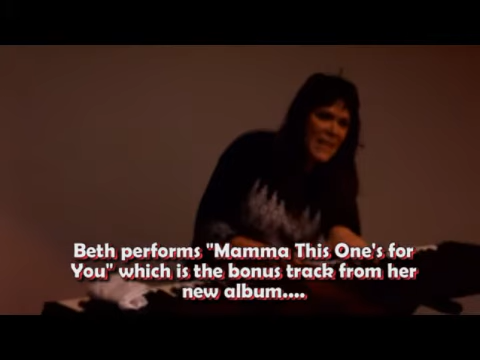 Beth performs "Mamma This One's for
You" which is the bonus track from her
new album....